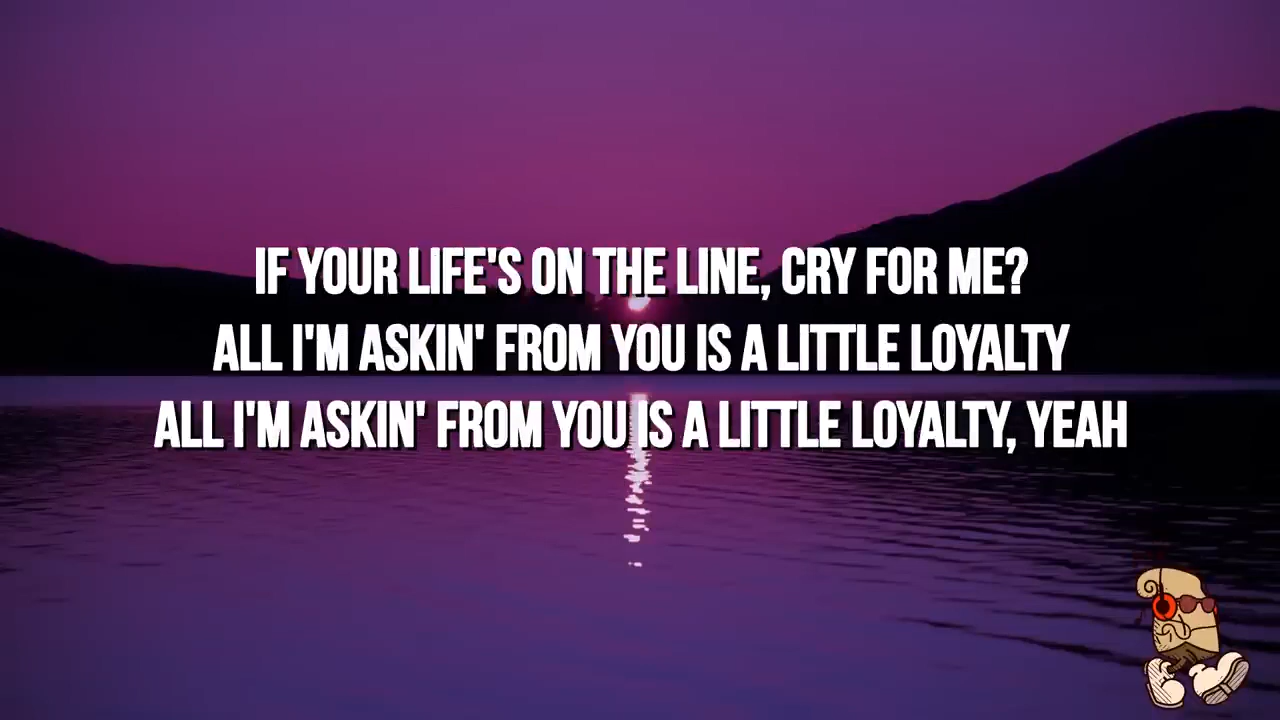 IF YOUR LIFE'S ON THE LINE, CRY FOR ME?
ALL I'M ASKIN' FROM YOU IS A LITTLE LOYALTY
ALL I'M ASKIN' FROM YOU IS A LITTLE LOYALTY, YEAH